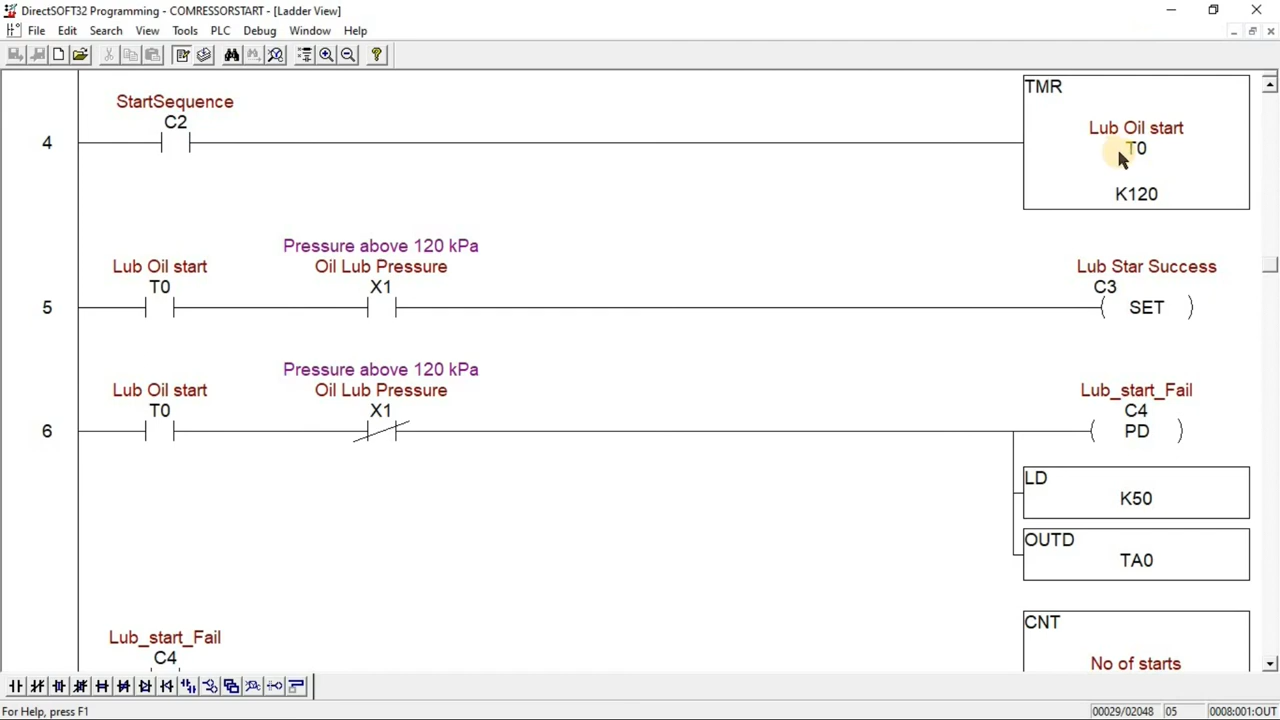 DirectSOFT32 Programming - COMRESSORSTART - [Ladder View]
File Edit Search View Tools PLC Debug Window Help
StartSequence
C2
4
TMR
Lub Oil start
T0
K120
Pressure above 120 kPa
Lub Oil start
Oil Lub Pressure
Lub Star Success
T0
X1
C3
5
SET
Pressure above 120 kPa
Lub Oil start
Oil Lub Pressure
Lub_start_Fail
T0
X1
C4
6
PD
LD
K50
OUTD
TA0
Lub_start_Fail
C4
CNT
No of starts
For Help, press F1
00029/02048 05 0008:001:OUT